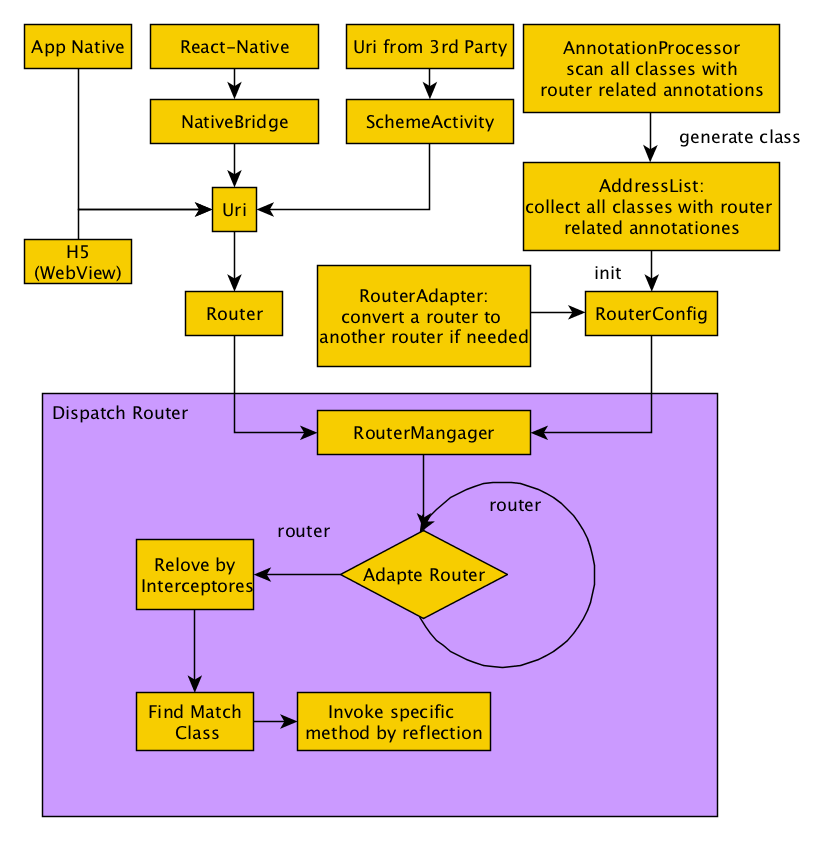 App Native
React-Native
Uri from 3rd Party
AnnotationProcessor
scan all classes with
router related annotations
NativeBridge
SchemeActivity
generate class
AddressList:
collect all classes with router
related annotationes
Uri
H5
(WebView)
init
RouterAdapter:
convert a router to
another router if needed
Router
RouterConfig
Dispatch Router
RouterMangager
router
router
Adapte Router
Relove by
Interceptores
Find Match
Class
Invoke specific
method by reflection